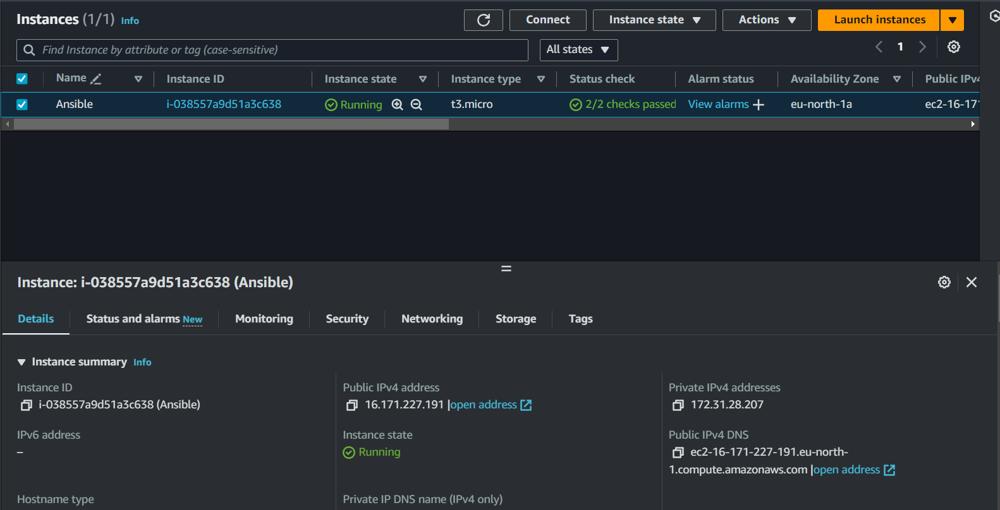 Instances (1/1) Info
Connect
Instance state
Actions
Launch instances
Find Instance by attribute or tag (case-sensitive)
All states
1
Name Instance ID Instance state Instance type Status check Alarm status Availability Zone Public IPv4
Ansible i-038557a9d51a3c638 Running t3.micro 2/2 checks passed View alarms eu-north-1a ec2-16-171
Instance: i-038557a9d51a3c638 (Ansible)
Details Status and alarms New Monitoring Security Networking Storage Tags
Instance summary Info
Instance ID
i-038557a9d51a3c638 (Ansible)
Public IPv4 address
16.171.227.191 |open address
Private IPv4 addresses
172.31.28.207
IPv6 address
–
Instance state
Running
Public IPv4 DNS
ec2-16-171-227-191.eu-north-
1.compute.amazonaws.com |open address
Hostname type
Private IP DNS name (IPv4 only)